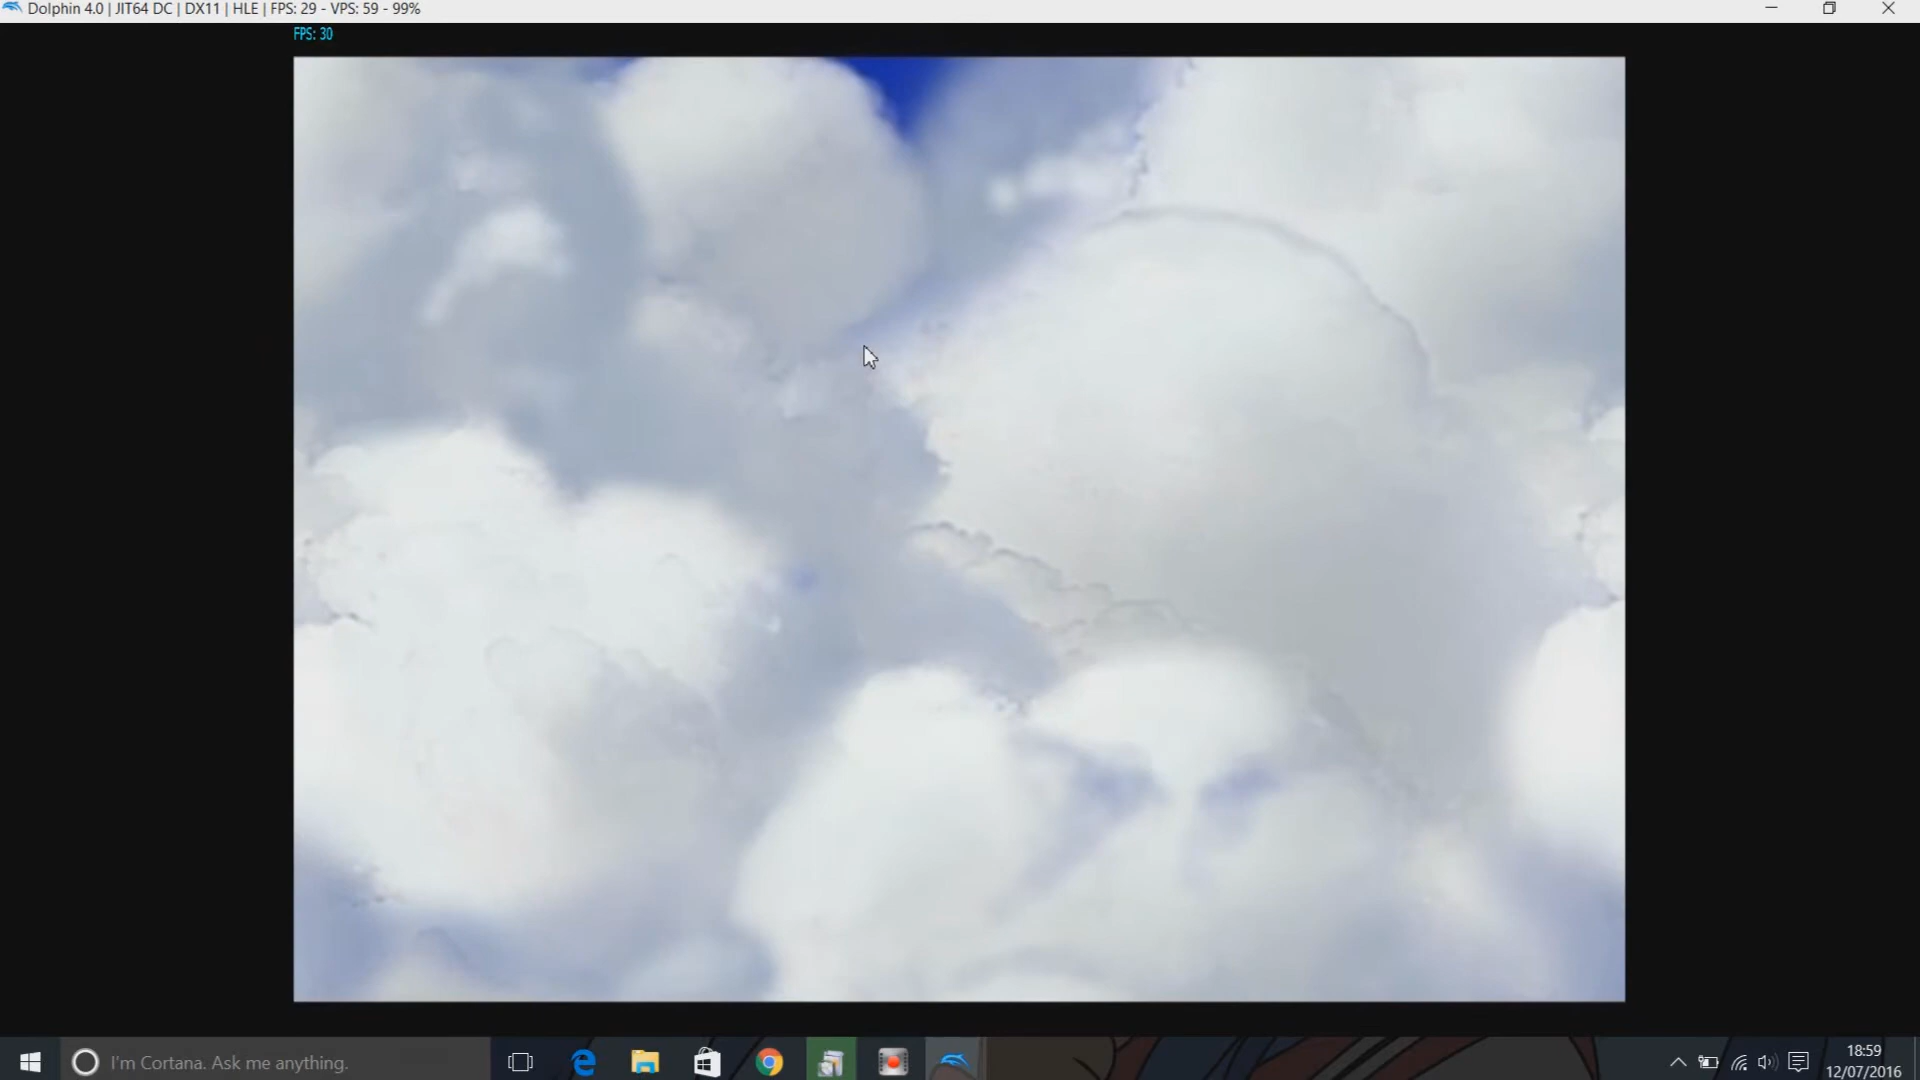 Dolphin 4.0 | JIT64 DC | DX11 | HLE | FPS: 29 - VPS: 59 - 99%
FPS: 30
I'm Cortana. Ask me anything.
18:59
12/07/2016